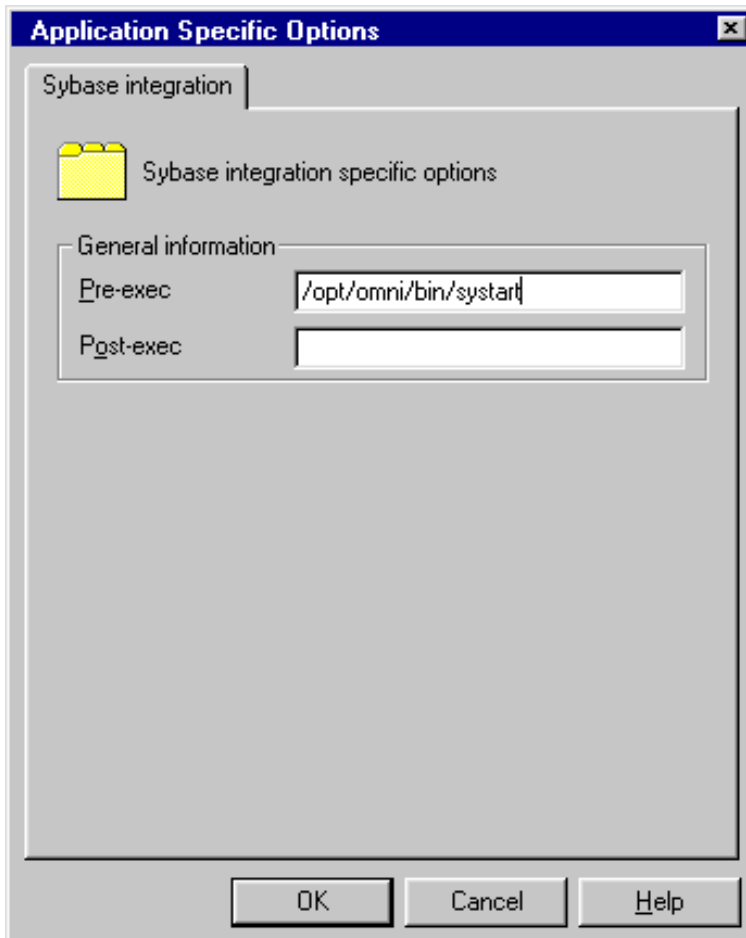 Application Specific Options
Sybase integration
Sybase integration specific options
General information
Pre-exec /opt/omni/bin/systart
Post-exec
OK Cancel Help